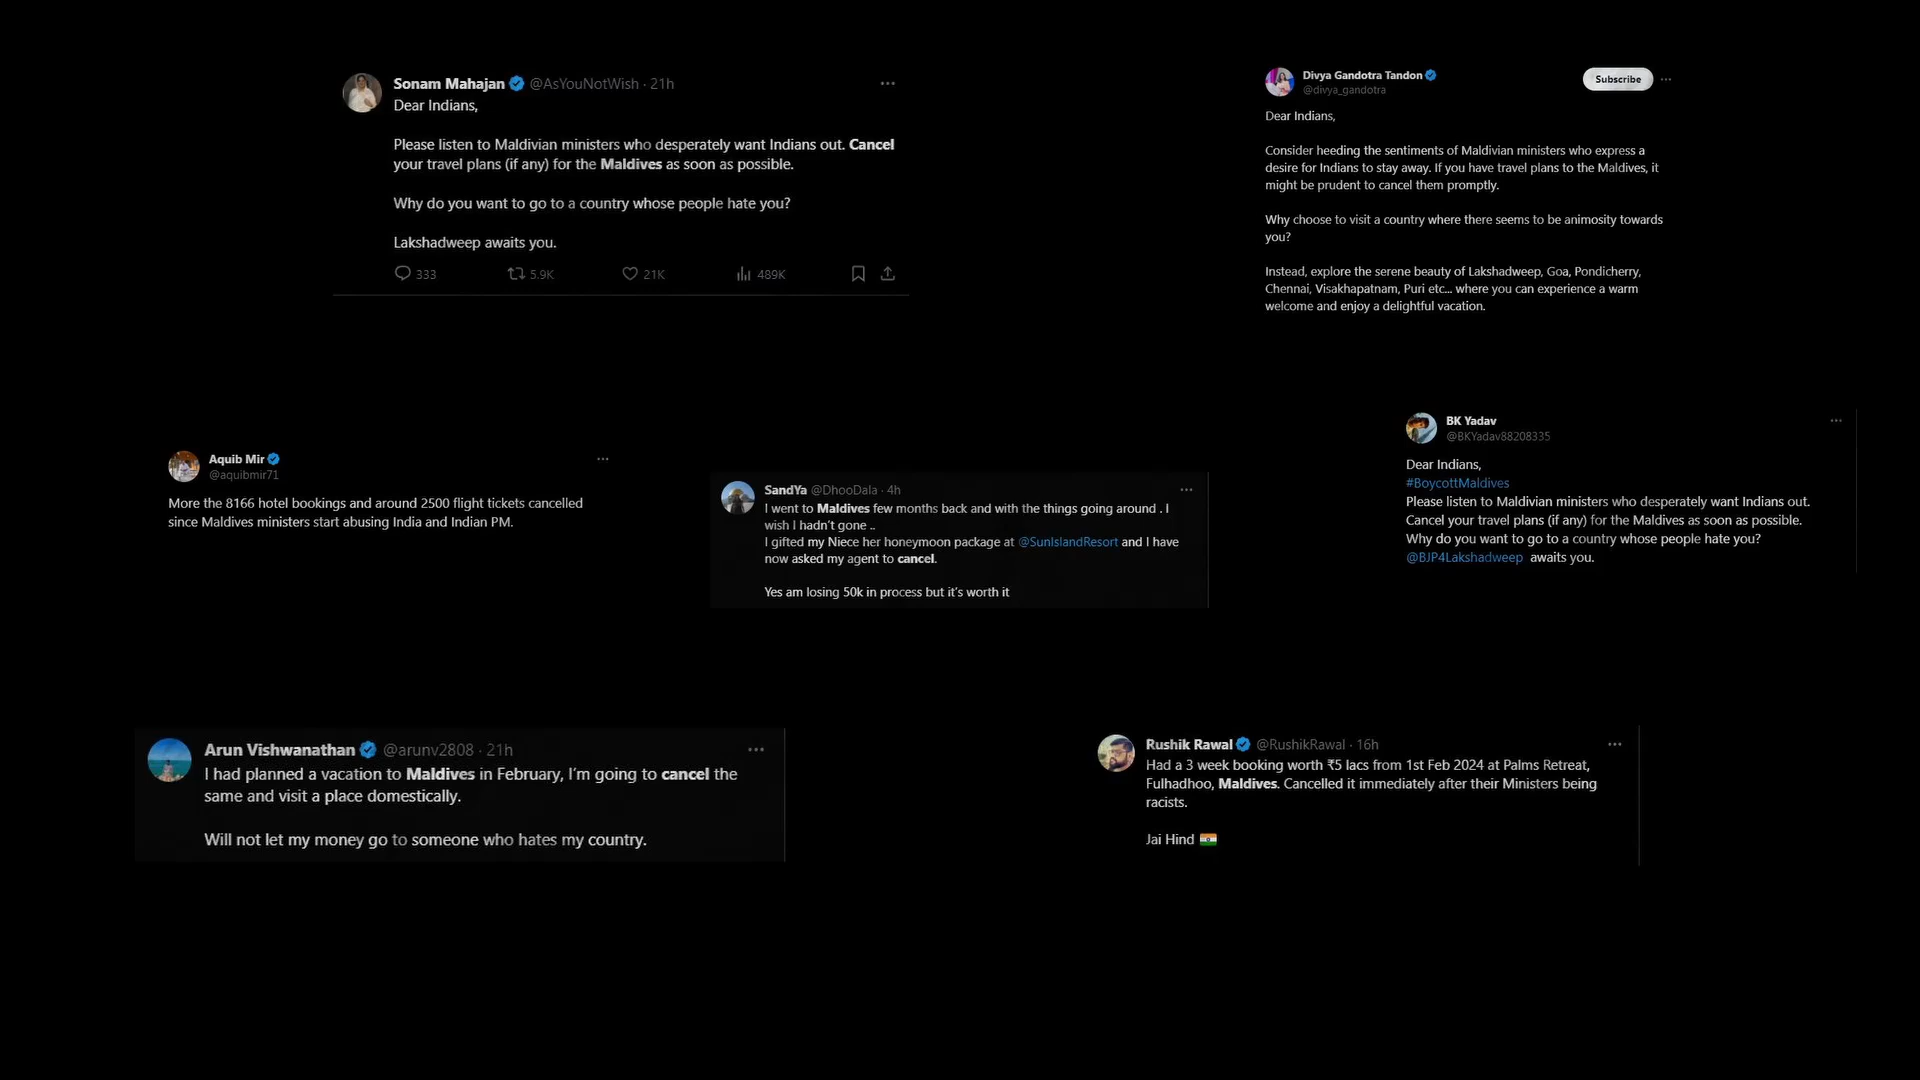 Sonam Mahajan @AsYouNotWish · 21h
Dear Indians,
Please listen to Maldivian ministers who desperately want Indians out. Cancel
your travel plans (if any) for the Maldives as soon as possible.
Why do you want to go to a country whose people hate you?
Lakshadweep awaits you.
333 5.9K 21K 489K
Divya Gandotra Tandon
@divya_gandotra
Subscribe
Dear Indians,
Consider heeding the sentiments of Maldivian ministers who express a
desire for Indians to stay away. If you have travel plans to the Maldives, it
might be prudent to cancel them promptly.
Why choose to visit a country where there seems to be animosity towards
you?
Instead, explore the serene beauty of Lakshadweep, Goa, Pondicherry,
Chennai, Visakhapatnam, Puri etc... where you can experience a warm
welcome and enjoy a delightful vacation.
Aquib Mir
@aquibmir71
More the 8166 hotel bookings and around 2500 flight tickets cancelled
since Maldives ministers start abusing India and Indian PM.
SandYa @DhooDala · 4h
I went to Maldives few months back and with the things going around . I
wish I hadn't gone ..
I gifted my Niece her honeymoon package at @SunIslandResort and I have
now asked my agent to cancel.
Yes am losing 50k in process but it's worth it
BK Yadav
@BKYadav88208335
Dear Indians,
#BoycottMaldives
Please listen to Maldivian ministers who desperately want Indians out.
Cancel your travel plans (if any) for the Maldives as soon as possible.
Why do you want to go to a country whose people hate you?
@BJP4Lakshadweep awaits you.
Arun Vishwanathan @arunv2808 · 21h
I had planned a vacation to Maldives in February, I'm going to cancel the
same and visit a place domestically.
Will not let my money go to someone who hates my country.
Rushik Rawal @RushikRawal · 16h
Had a 3 week booking worth ₹5 lacs from 1st Feb 2024 at Palms Retreat,
Fulhadhoo, Maldives. Cancelled it immediately after their Ministers being
racists.
Jai Hind 🇮🇳